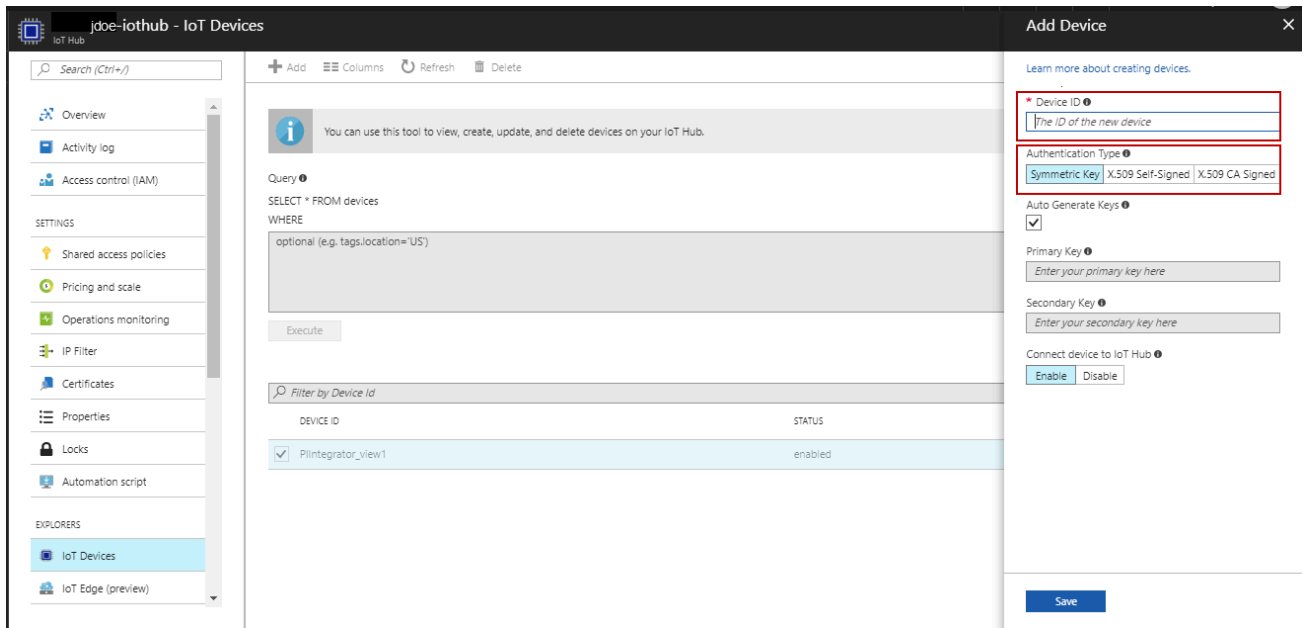 jdoe-iothub - IoT Devices
IoT Hub
Search (Ctrl+/)
Overview
Activity log
Access control (IAM)
SETTINGS
Shared access policies
Pricing and scale
Operations monitoring
IP Filter
Certificates
Properties
Locks
Automation script
EXPLORERS
IoT Devices
IoT Edge (preview)
Add Columns Refresh Delete
You can use this tool to view, create, update, and delete devices on your IoT Hub.
Query
SELECT * FROM devices
WHERE
optional (e.g. tags.location='US')
Execute
Filter by Device Id
DEVICE ID STATUS
PIIntegrator_view1 enabled
Add Device
Learn more about creating devices.
* Device ID
The ID of the new device
Authentication Type
Symmetric Key X.509 Self-Signed X.509 CA Signed
Auto Generate Keys
Primary Key
Enter your primary key here
Secondary Key
Enter your secondary key here
Connect device to IoT Hub
Enable Disable
Save